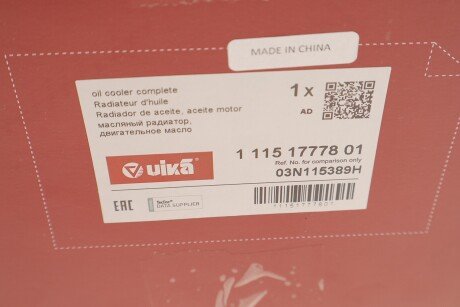 MADE IN CHINA
oil cooler complete
Radiateur d'huile
Radiador de aceite, aceite motor
масляный радиатор,
двигательное масло
1 x
AD
vika
1 115 17778 01
Ref. No. for comparison only
03N115389H
EAC
TecDoc
DATA SUPPLIER
11151777801